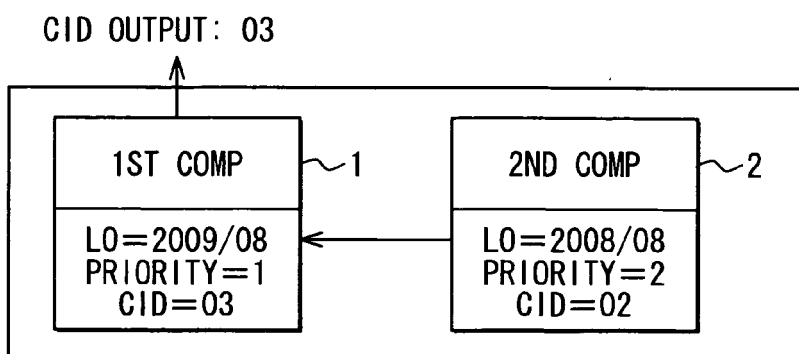 CID OUTPUT: 03
1ST COMP
1
2ND COMP
2
LO=2009/08
PRIORITY=1
CID=03
LO=2008/08
PRIORITY=2
CID=02